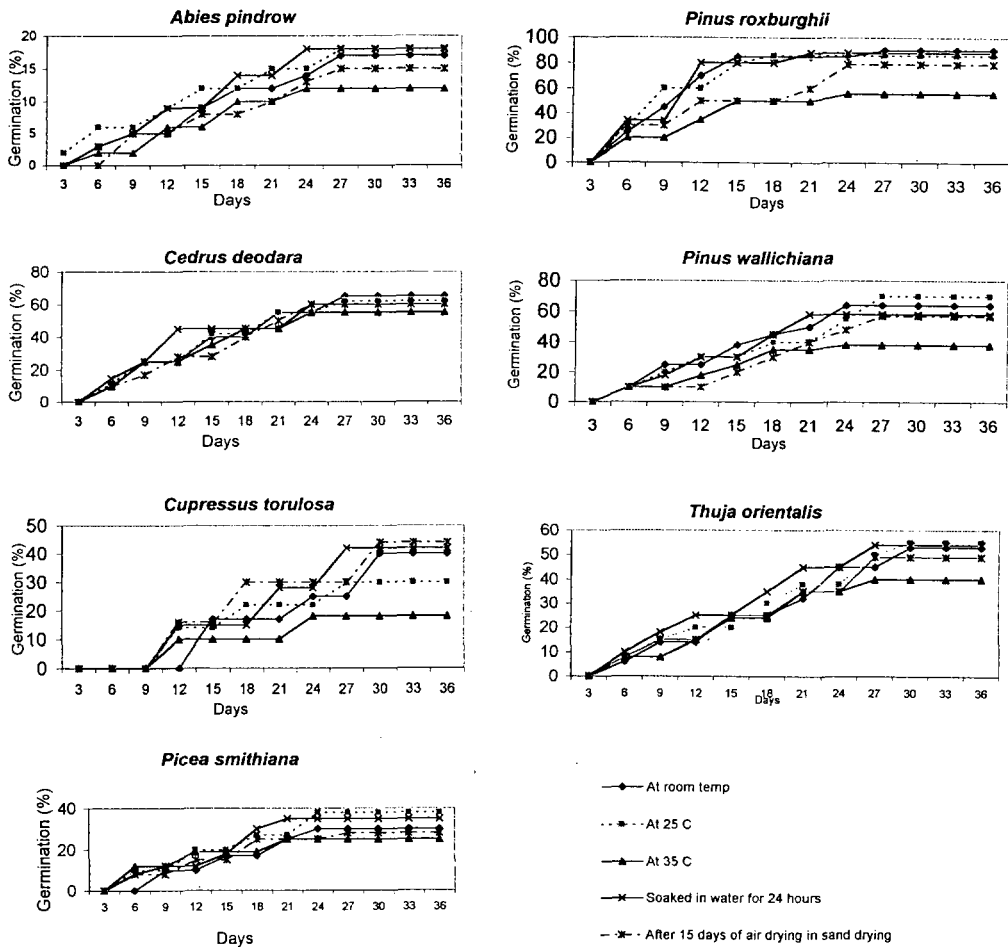 Abies pindrow
Germination (%)
20
15
10
5
0
3 6 9 12 15 18 21 24 27 30 33 36
Days
Pinus roxburghii
Germination (%)
100
80
60
40
20
0
3 6 9 12 15 18 21 24 27 30 33 36
Days
Cedrus deodara
Germination (%)
80
60
40
20
0
3 6 9 12 15 18 21 24 27 30 33 36
Days
Pinus wallichiana
Germination (%)
80
60
40
20
0
3 6 9 12 15 18 21 24 27 30 33 36
Days
Cupressus torulosa
Germination (%)
50
40
30
20
10
0
3 6 9 12 15 18 21 24 27 30 33 36
Days
Thuja orientalis
Germination (%)
60
50
40
30
20
10
0
3 6 9 12 15 18 21 24 27 30 33 36
Days
Picea smithiana
Germination (%)
40
20
0
3 6 9 12 15 18 21 24 27 30 33 36
Days
At room temp
At 25 C
At 35 C
Soaked in water for 24 hours
After 15 days of air drying in sand drying